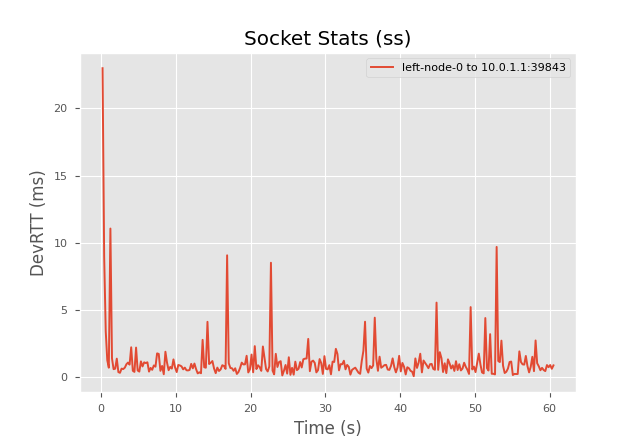 Socket Stats (ss)
left-node-0 to 10.0.1.1:39843
DevRTT (ms)
20
15
10
5
0
0 10 20 30 40 50 60
Time (s)